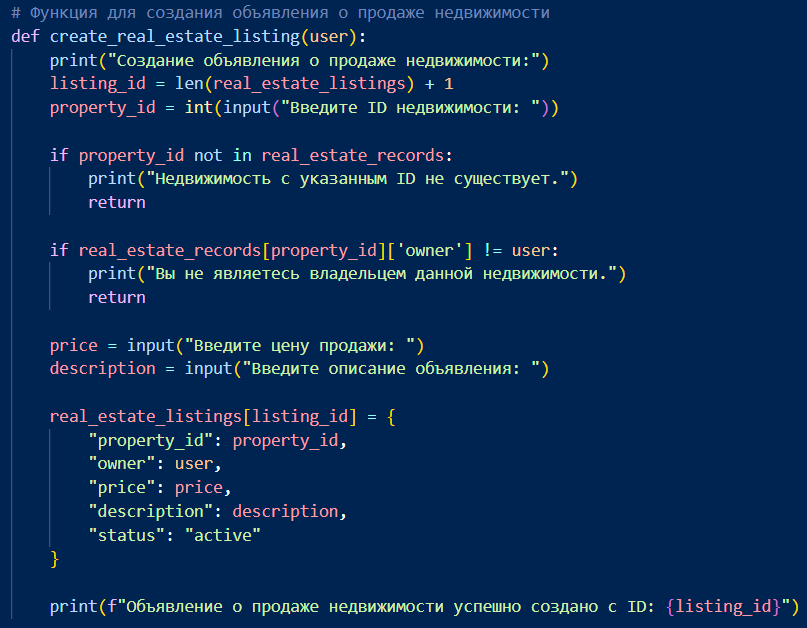 # Функция для создания объявления о продаже недвижимости
def create_real_estate_listing(user):
    print("Создание объявления о продаже недвижимости:")
    listing_id = len(real_estate_listings) + 1
    property_id = int(input("Введите ID недвижимости: "))
    if property_id not in real_estate_records:
        print("Недвижимость с указанным ID не существует.")
        return
    if real_estate_records[property_id]['owner'] != user:
        print("Вы не являетесь владельцем данной недвижимости.")
        return
    price = input("Введите цену продажи: ")
    description = input("Введите описание объявления: ")
    real_estate_listings[listing_id] = {
        "property_id": property_id,
        "owner": user,
        "price": price,
        "description": description,
        "status": "active"
    }
    print(f"Объявление о продаже недвижимости успешно создано с ID: {listing_id}")